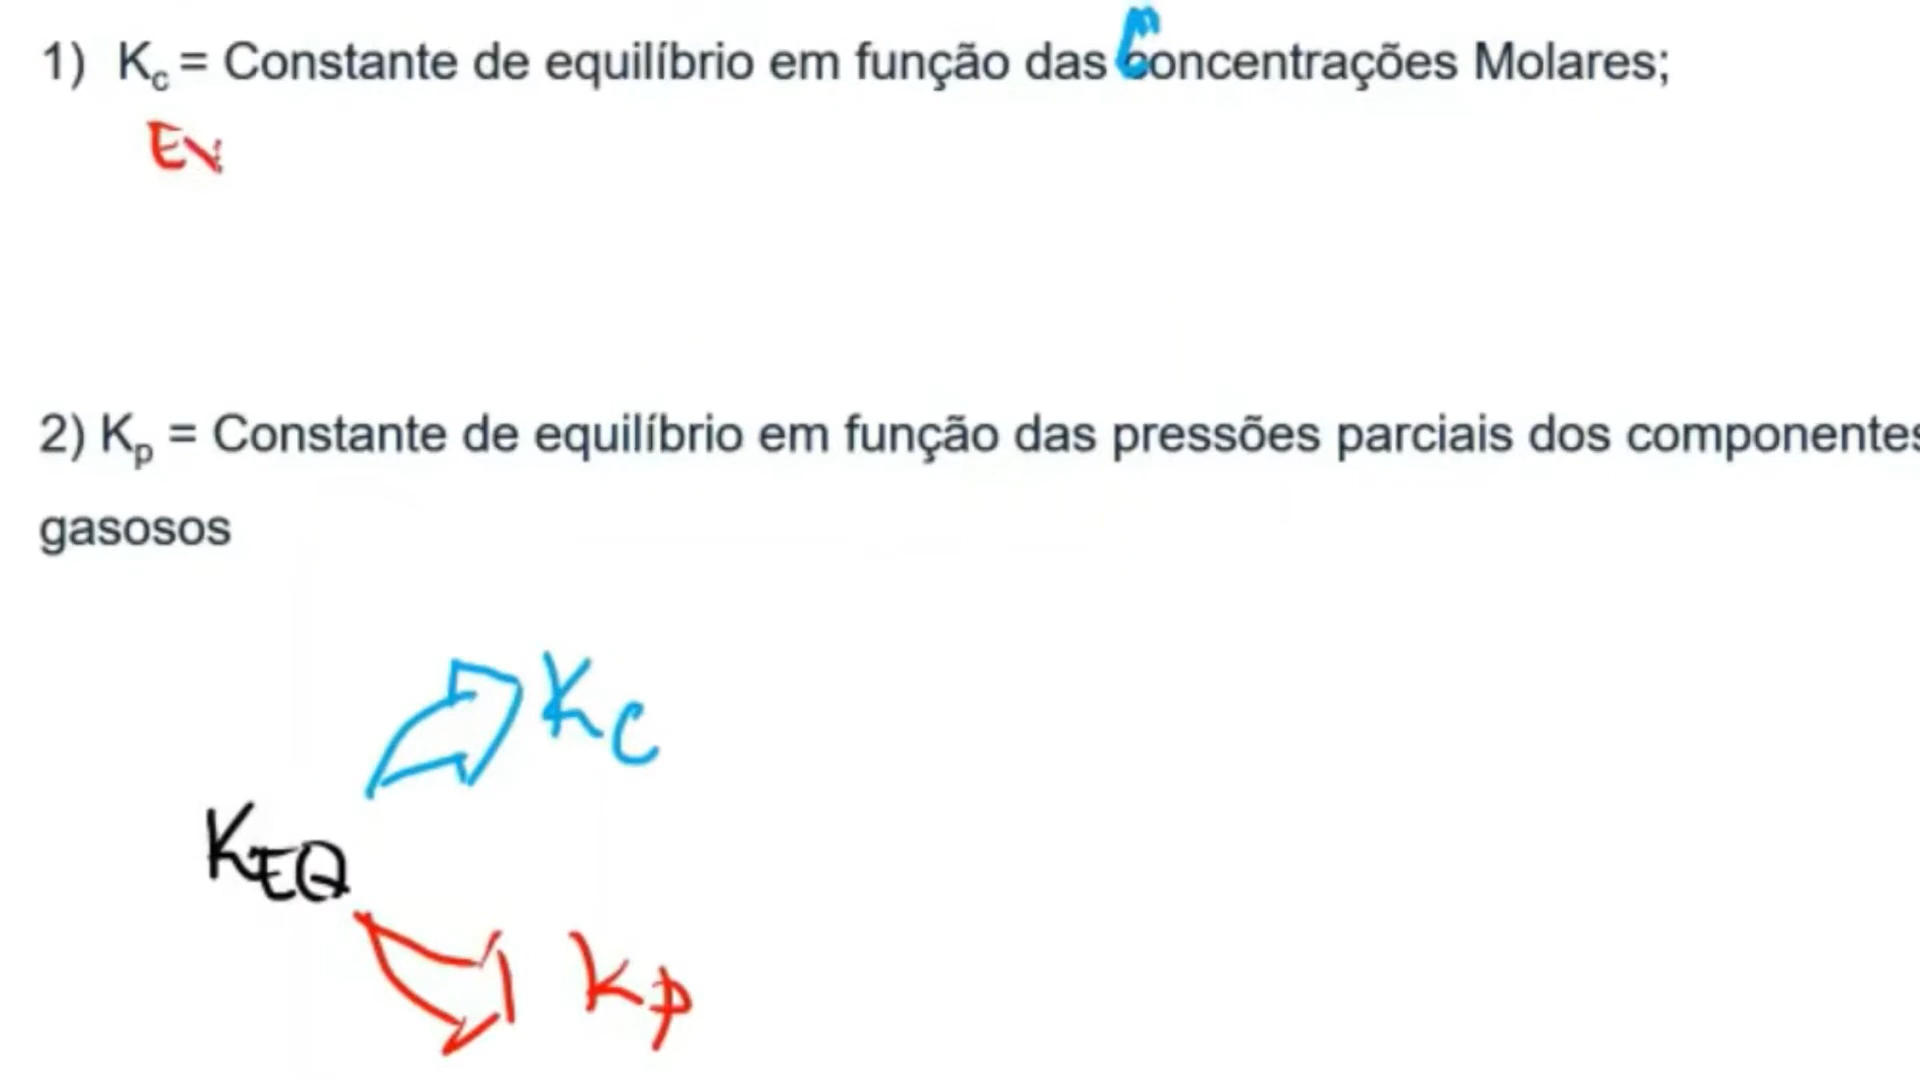 1) Kc = Constante de equilíbrio em função das Concentrações Molares;
Ex
2) Kp = Constante de equilíbrio em função das pressões parciais dos componentes
gasosos
Kc
KEQ
Kp